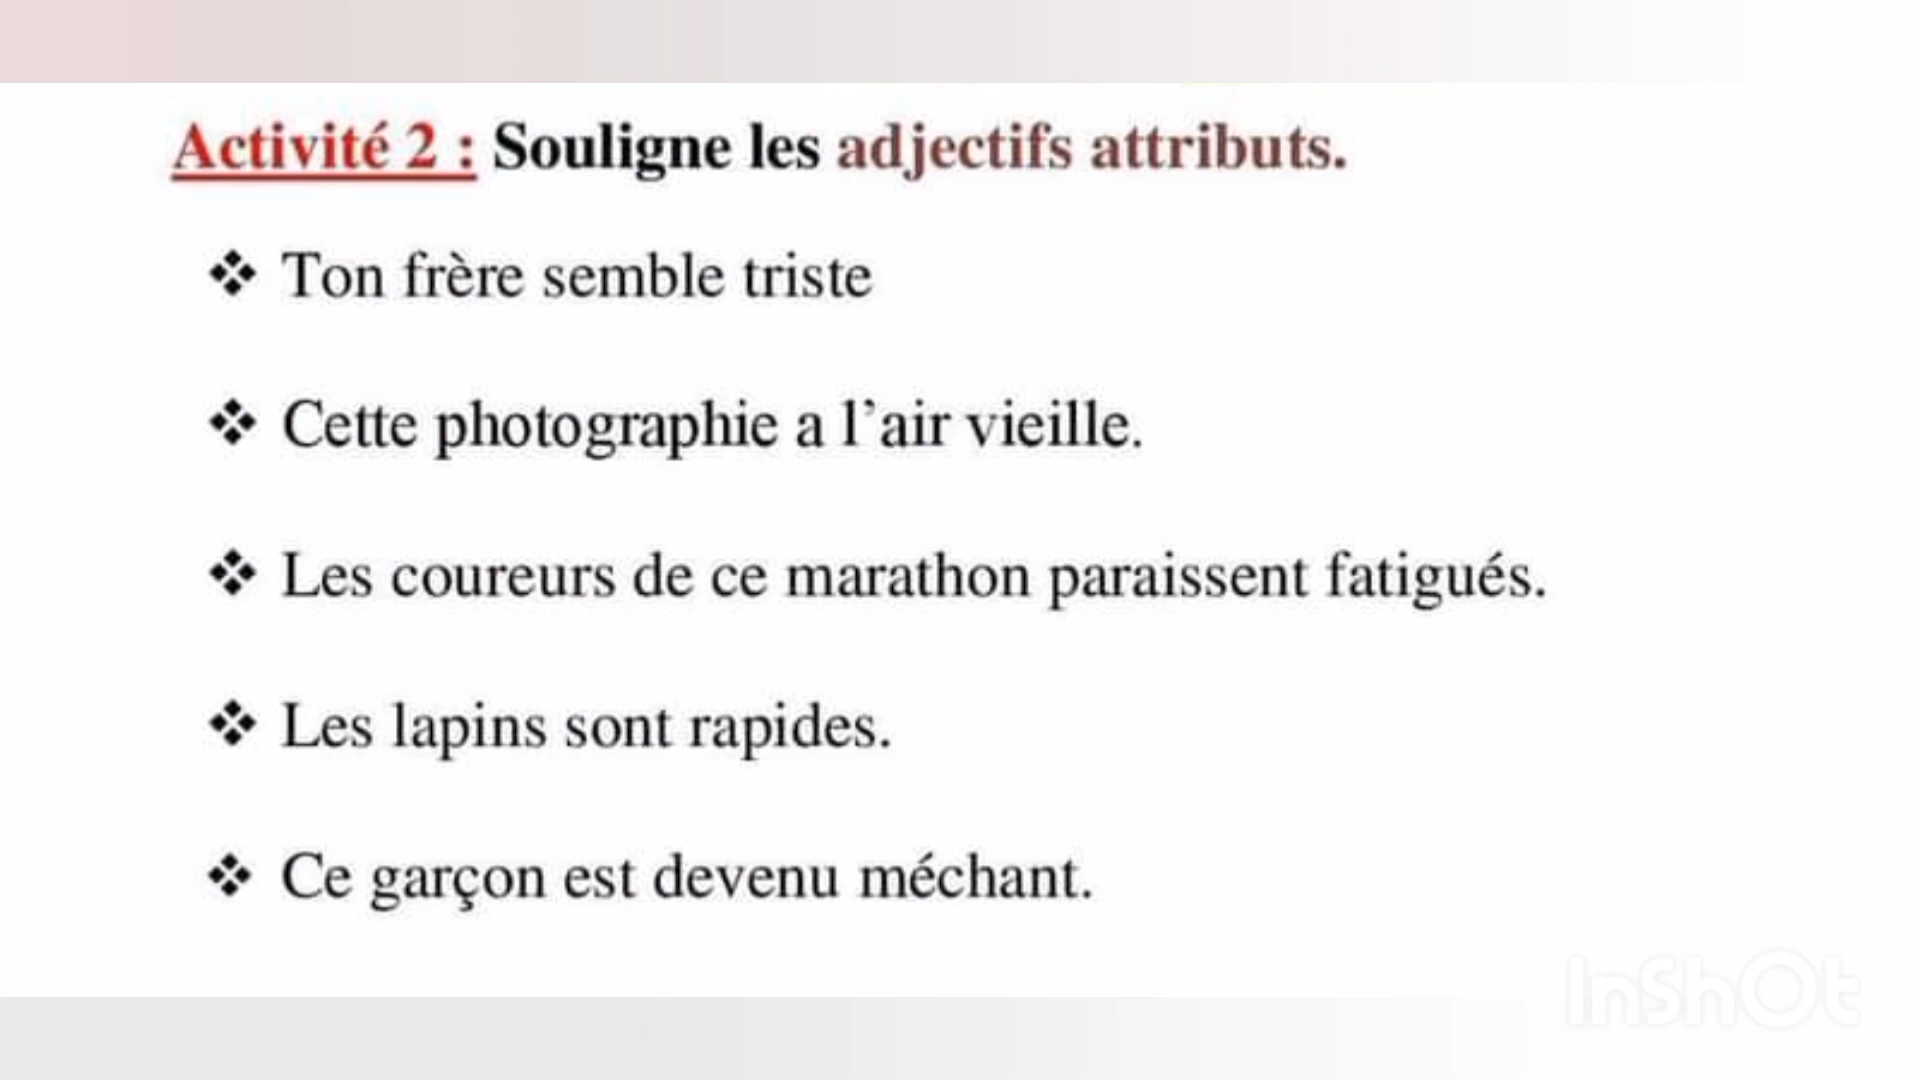 Activité 2 : Souligne les adjectifs attributs.
❖ Ton frère semble triste
❖ Cette photographie a l'air vieille.
❖ Les coureurs de ce marathon paraissent fatigués.
❖ Les lapins sont rapides.
❖ Ce garçon est devenu méchant.
InShOt